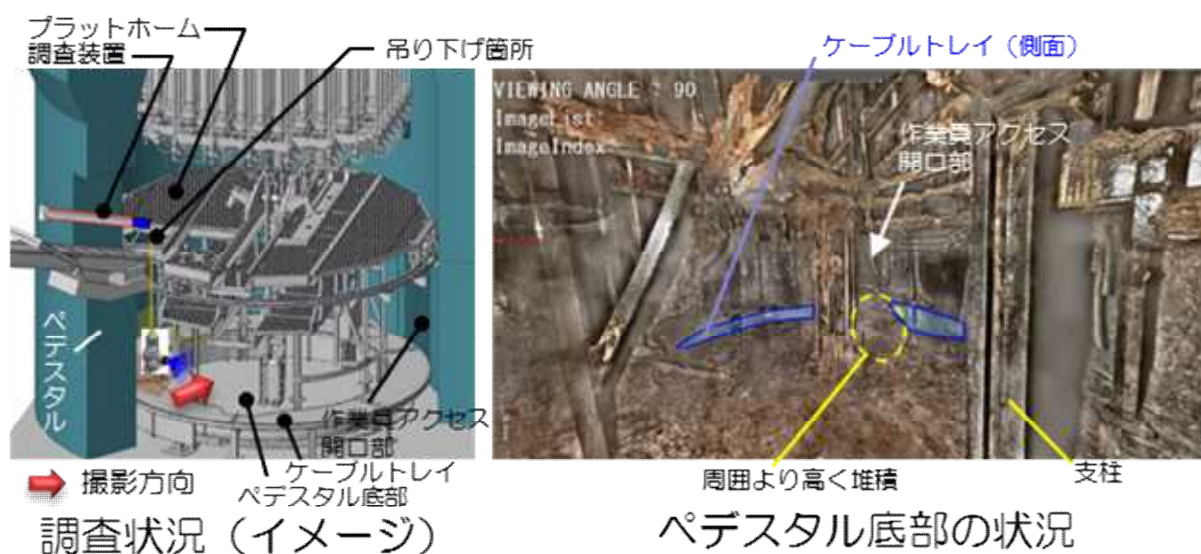 プラットホーム
調査装置
吊り下げ箇所
ペデスタル
作業員アクセス
開口部
ケーブルトレイ
ペデスタル底部
撮影方向
調査状況（イメージ）
ケーブルトレイ（側面）
VIEWING ANGLE : 90
ImageList:
ImageIndex:
作業員アクセス
開口部
周囲より高く堆積
支柱
ペデスタル底部の状況